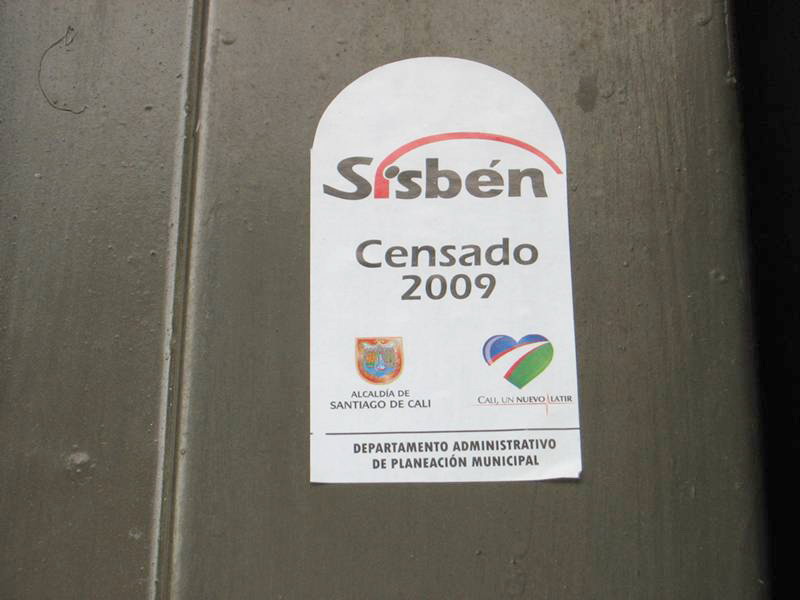 Sisbén
Censado
2009
ALCALDÍA DE
SANTIAGO DE CALI
CALI, UN NUEVO LATIR
DEPARTAMENTO ADMINISTRATIVO
DE PLANEACIÓN MUNICIPAL